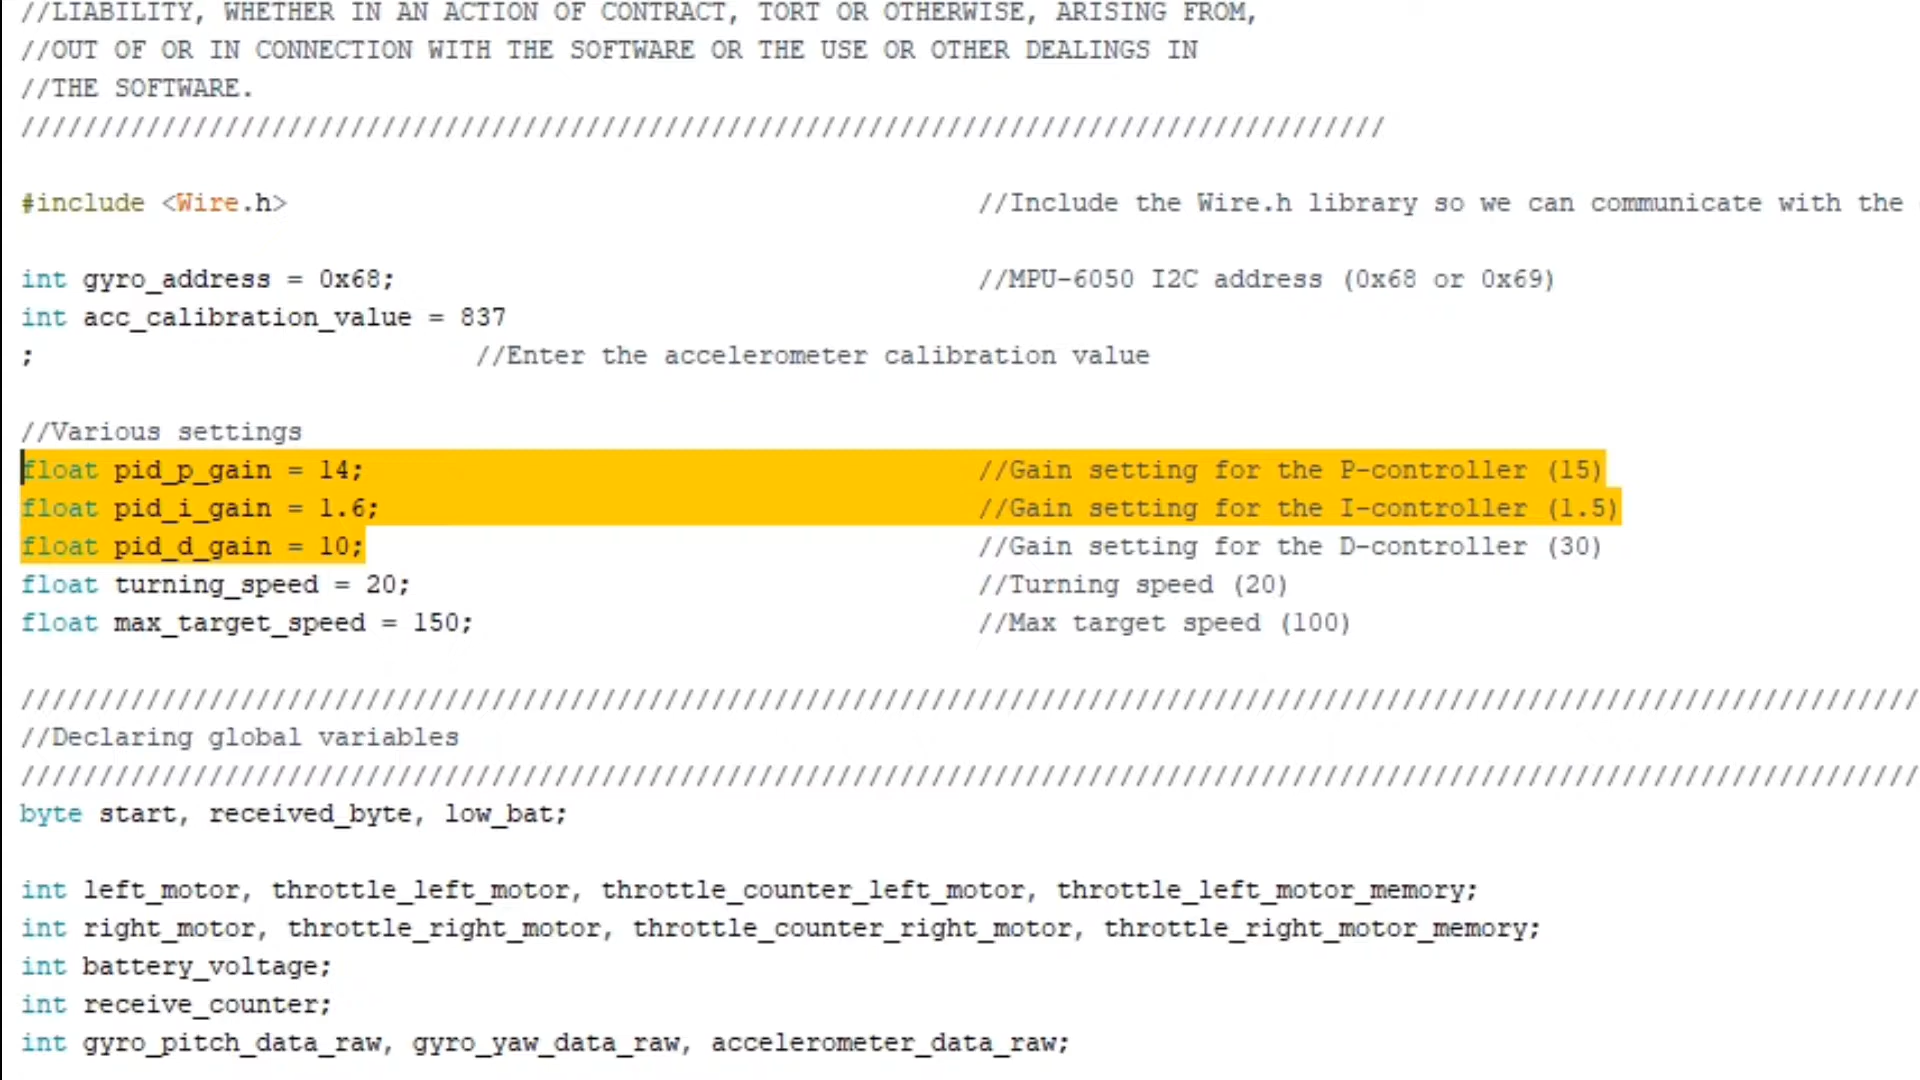 //LIABILITY, WHETHER IN AN ACTION OF CONTRACT, TORT OR OTHERWISE, ARISING FROM,
//OUT OF OR IN CONNECTION WITH THE SOFTWARE OR THE USE OR OTHER DEALINGS IN
//THE SOFTWARE.
///////////////////////////////////////////////////////////////////////////////////////
#include <Wire.h> //Include the Wire.h library so we can communicate with the
int gyro_address = 0x68; //MPU-6050 I2C address (0x68 or 0x69)
int acc_calibration_value = 837
; //Enter the accelerometer calibration value
//Various settings
float pid_p_gain = 14; //Gain setting for the P-controller (15)
float pid_i_gain = 1.6; //Gain setting for the I-controller (1.5)
float pid_d_gain = 10; //Gain setting for the D-controller (30)
float turning_speed = 20; //Turning speed (20)
float max_target_speed = 150; //Max target speed (100)
/////////////////////////////////////////////////////////////////////////////////////////////////////////////////////////
//Declaring global variables
/////////////////////////////////////////////////////////////////////////////////////////////////////////////////////////
byte start, received_byte, low_bat;
int left_motor, throttle_left_motor, throttle_counter_left_motor, throttle_left_motor_memory;
int right_motor, throttle_right_motor, throttle_counter_right_motor, throttle_right_motor_memory;
int battery_voltage;
int receive_counter;
int gyro_pitch_data_raw, gyro_yaw_data_raw, accelerometer_data_raw;